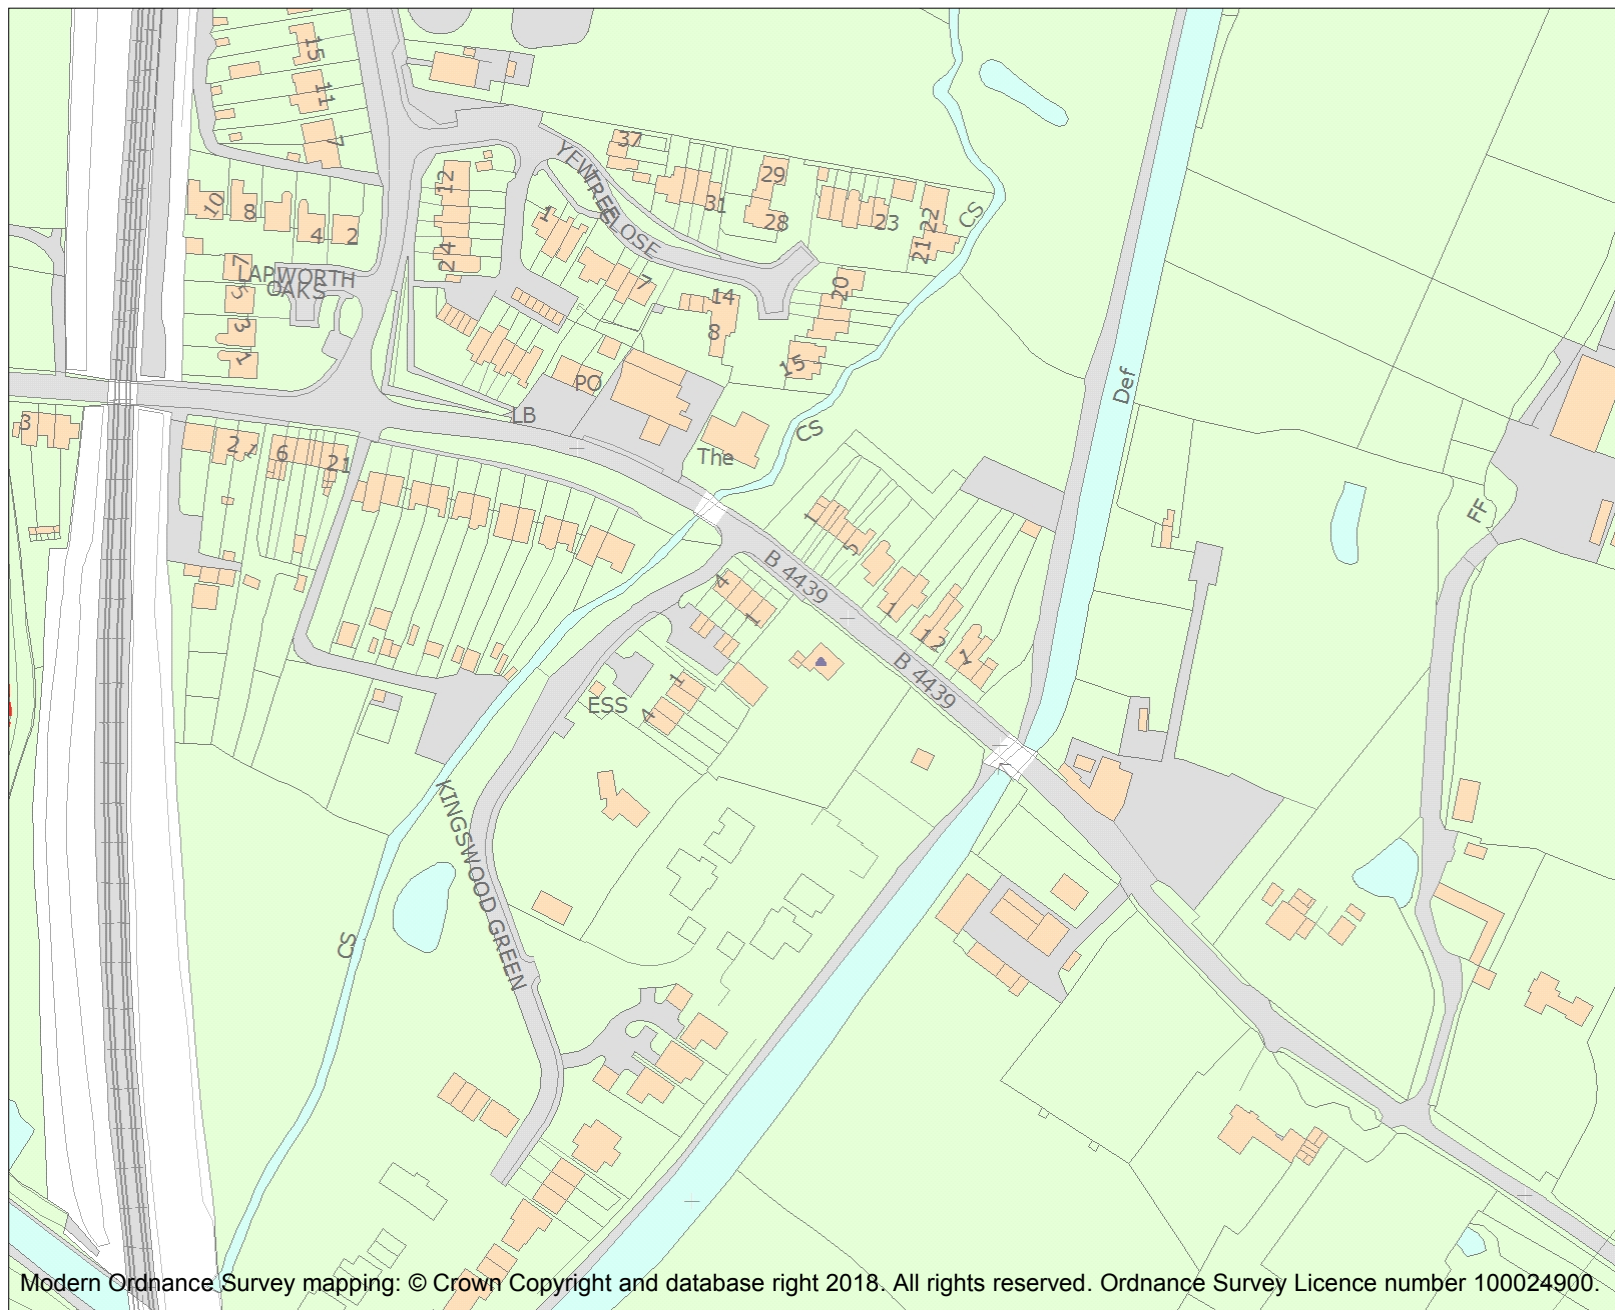 15
11
7
37
YEW TREE CLOSE
12
10
8
4
2
31
29
28
23
22
21
CS
1
24
7
LAPWORTH
OAKS
7
5
3
1
20
14
8
15
PO
LB
Def
3
2
1
6
21
The
CS
FF
1
5
B 4439
4
1
1
12
1
B 4439
1
4
ESS
KINGSWOOD GREEN
CS
Modern Ordnance Survey mapping: © Crown Copyright and database right 2018. All rights reserved. Ordnance Survey Licence number 100024900.